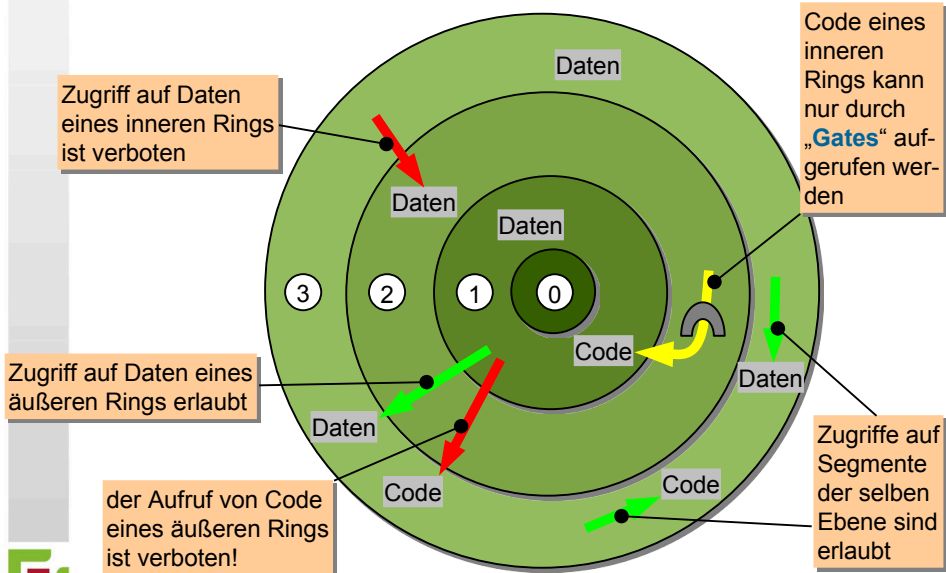 Code eines
inneren
Rings kann
nur durch
„Gates“ auf-
gerufen wer-
den
Daten
Zugriff auf Daten
eines inneren Rings
ist verboten
Daten
Daten
3
2
1
0
Code
Zugriff auf Daten eines
äußeren Rings erlaubt
Daten
Daten
Zugriffe auf
Segmente
der selben
Ebene sind
erlaubt
Code
Code
der Aufruf von Code
eines äußeren Rings
ist verboten!